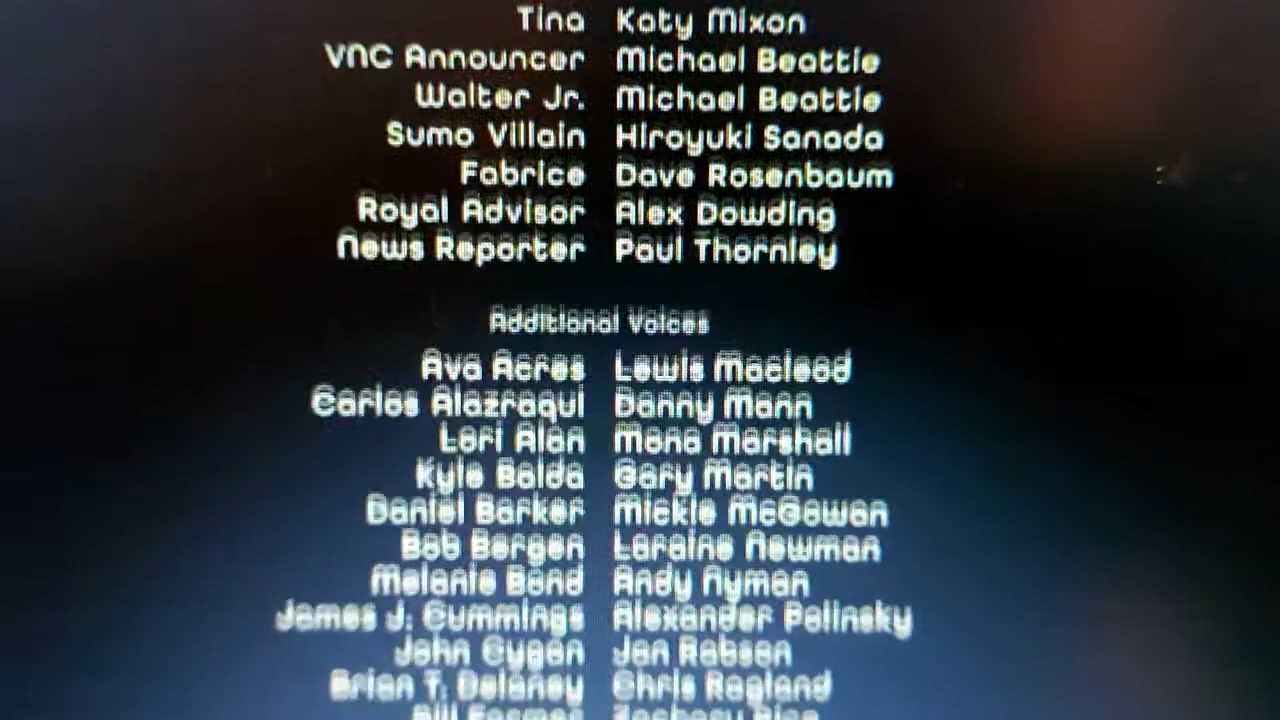 Tina Katy Mixon
VNC Announcer Michael Beattie
Walter Jr. Michael Beattie
Sumo Villain Hiroyuki Sanada
Fabrice Dave Rosenbaum
Royal Advisor Alex Dowding
News Reporter Paul Thornley
Additional Voices
Ava Acres Lewis Macleod
Carlos Alazraqui Danny Mann
Lori Alan Mona Marshall
Kyle Balda Gary Martin
Daniel Barker Mickie McGowan
Bob Bergen Laraine Newman
Melanie Bond Andy Nyman
James J. Cummings Alexander Polinsky
John Cygan Jan Rabson
Brian T. Delaney Chris Ragland
Bill Farmer